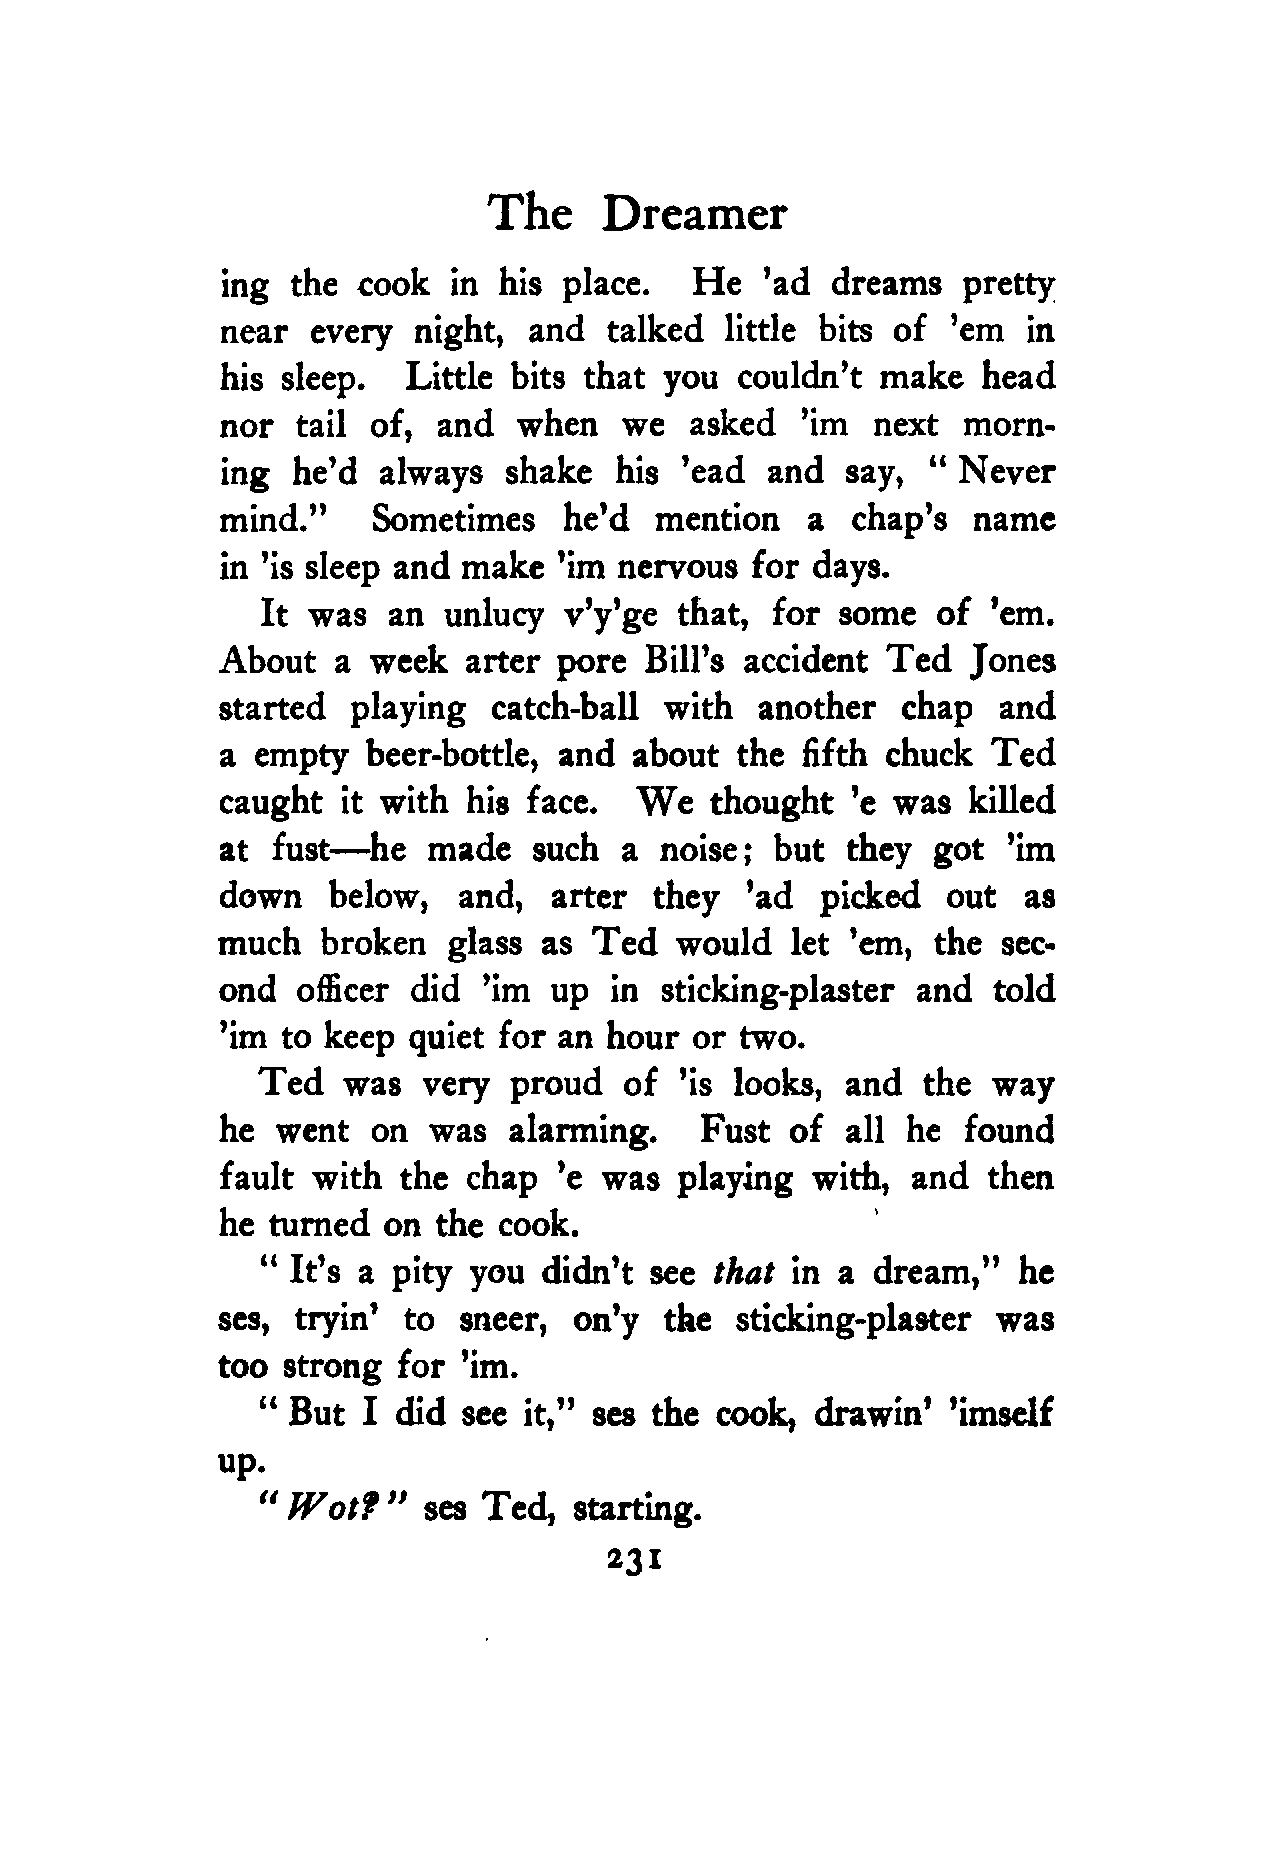 The Dreamer
ing the cook in his place. He 'ad dreams pretty
near every night, and talked little bits of 'em in
his sleep. Little bits that you couldn't make head
nor tail of, and when we asked 'im next morn-
ing he'd always shake his 'ead and say, " Never
mind." Sometimes he'd mention a chap's name
in 'is sleep and make 'im nervous for days.
It was an unlucy v'y'ge that, for some of 'em.
About a week arter pore Bill's accident Ted Jones
started playing catch-ball with another chap and
a empty beer-bottle, and about the fifth chuck Ted
caught it with his face. We thought 'e was killed
at fust—he made such a noise; but they got 'im
down below, and, arter they 'ad picked out as
much broken glass as Ted would let 'em, the sec-
ond officer did 'im up in sticking-plaster and told
'im to keep quiet for an hour or two.
Ted was very proud of 'is looks, and the way
he went on was alarming. Fust of all he found
fault with the chap 'e was playing with, and then
he turned on the cook.
" It's a pity you didn't see that in a dream," he
ses, tryin' to sneer, on'y the sticking-plaster was
too strong for 'im.
" But I did see it," ses the cook, drawin' 'imself
up.
" Wot? " ses Ted, starting.
231